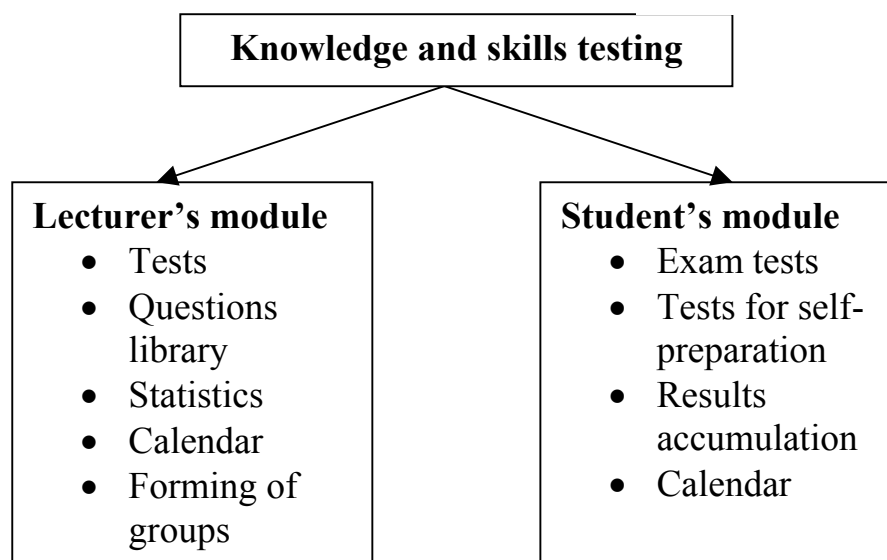 Knowledge and skills testing
Lecturer’s module
• Tests
• Questions
library
• Statistics
• Calendar
• Forming of
groups
Student’s module
• Exam tests
• Tests for self-
preparation
• Results
accumulation
• Calendar